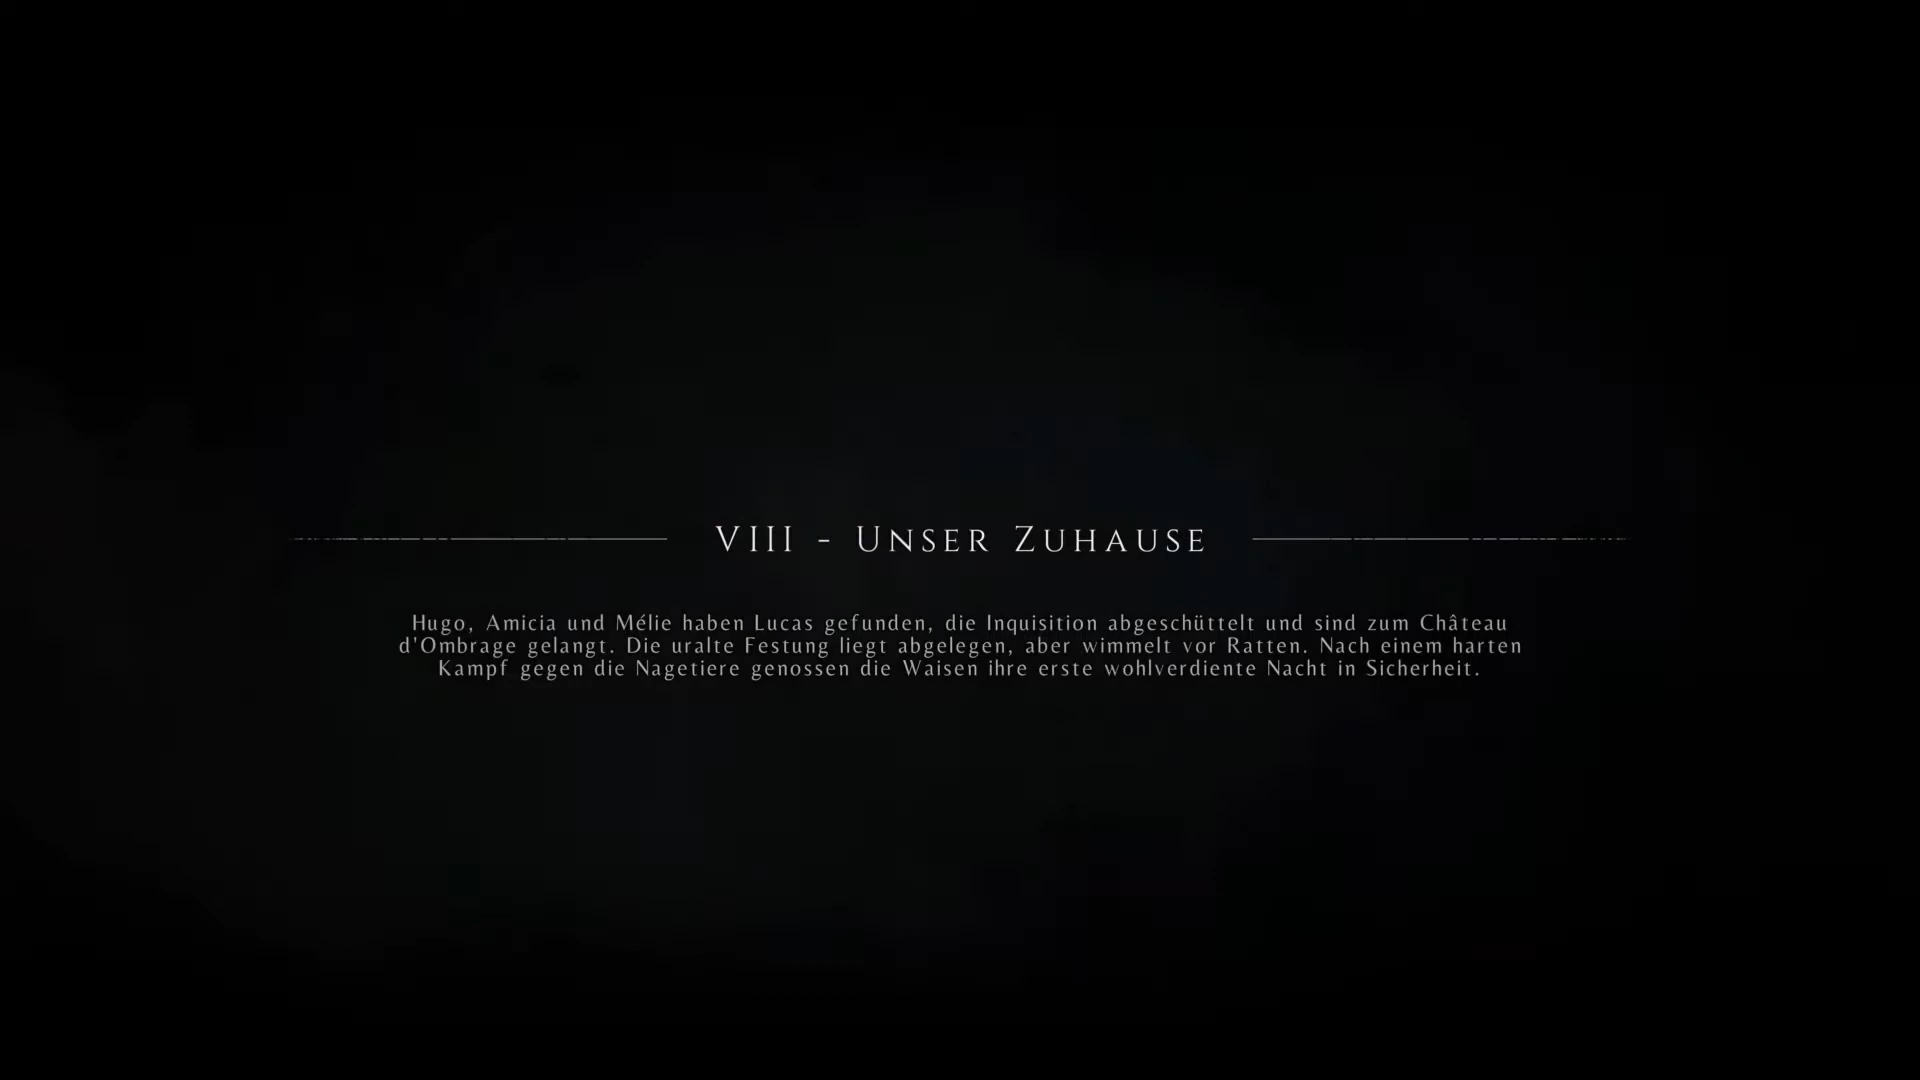 VIII - Unser Zuhause
Hugo, Amicia und Mélie haben Lucas gefunden, die Inquisition abgeschüttelt und sind zum Château
d'Ombrage gelangt. Die uralte Festung liegt abgelegen, aber wimmelt vor Ratten. Nach einem harten
Kampf gegen die Nagetiere genossen die Waisen ihre erste wohlverdiente Nacht in Sicherheit.